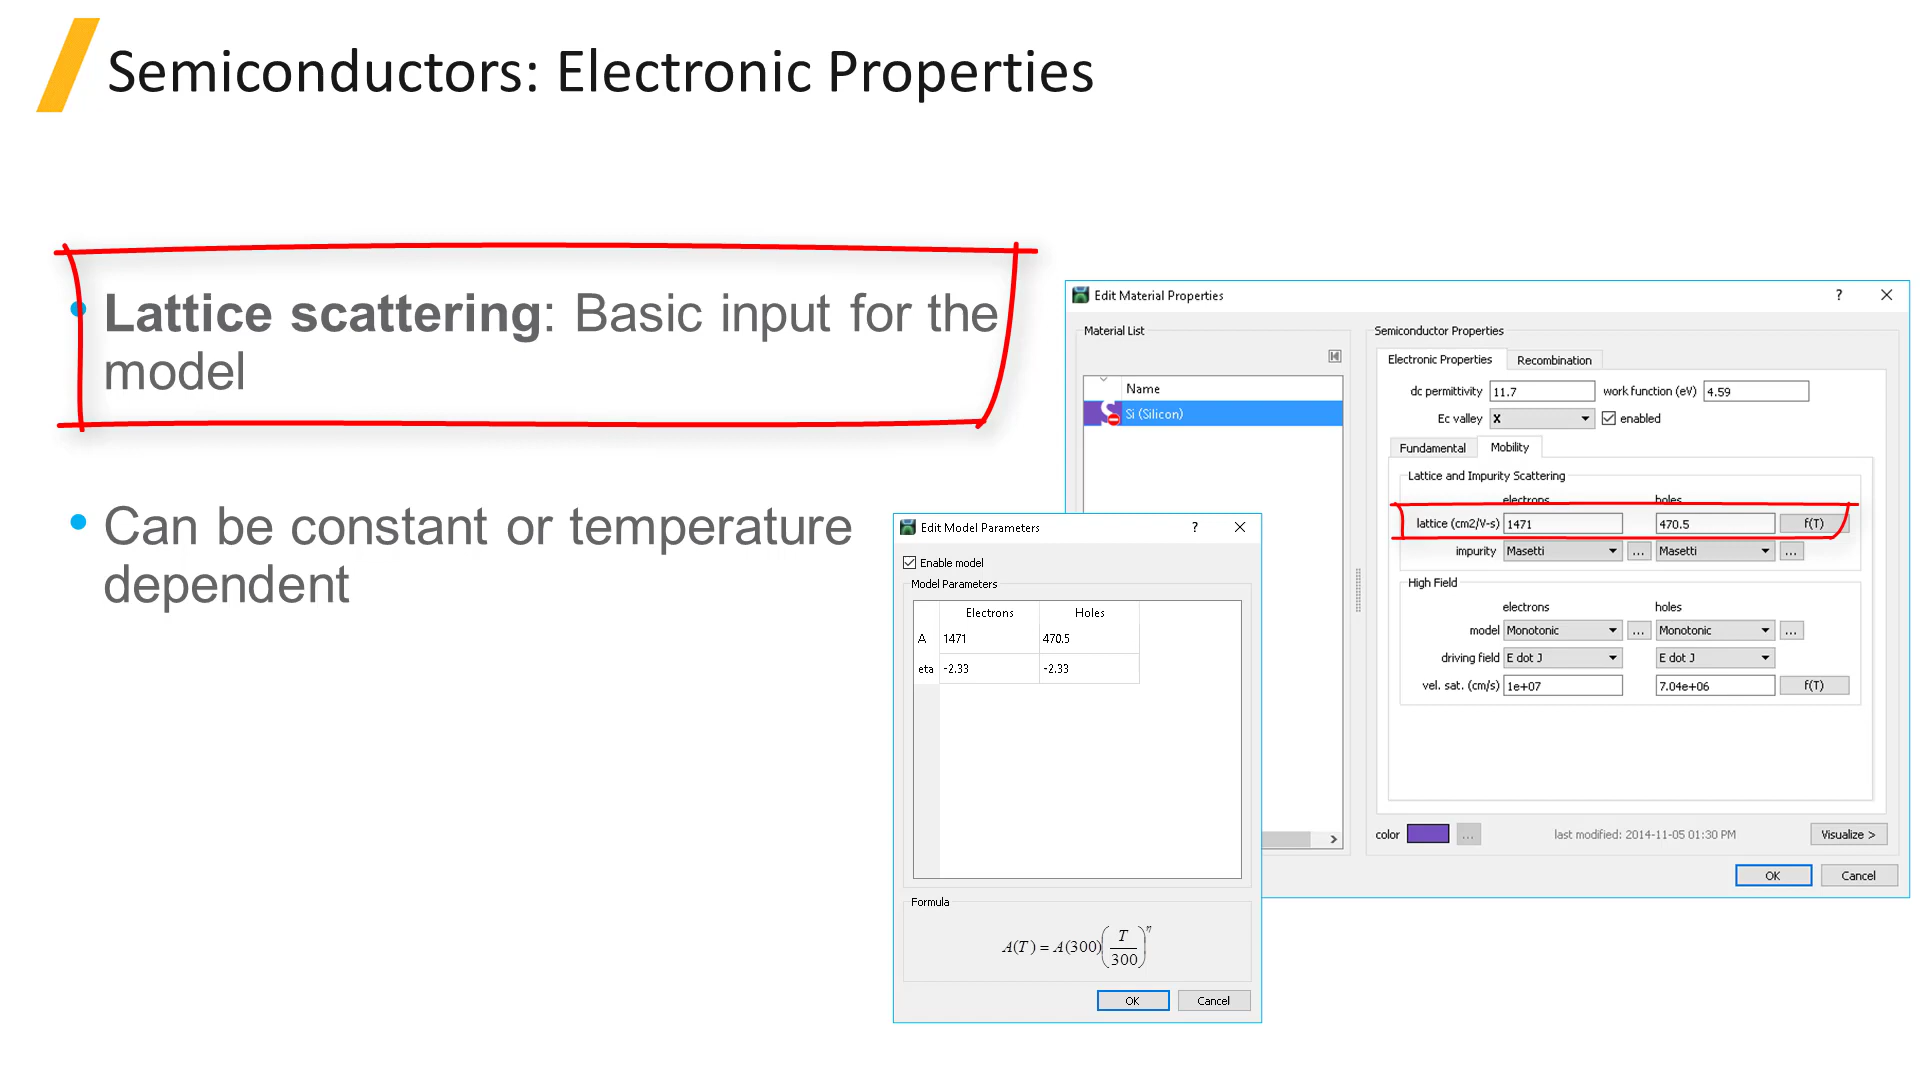 Semiconductors: Electronic Properties
• Lattice scattering: Basic input for the
model
• Can be constant or temperature
dependent
Edit Material Properties
?
Material List
Name
Si (Silicon)
Semiconductor Properties
Electronic Properties
Recombination
dc permittivity 11.7 work function (eV) 4.59
Ec valley X enabled
Fundamental Mobility
Lattice and Impurity Scattering
electrons holes
lattice (cm2/V-s) 1471 470.5 f(T)
impurity Masetti ... Masetti ...
High Field
electrons holes
model Monotonic ... Monotonic ...
driving field E dot J E dot J
vel. sat. (cm/s) 1e+07 7.04e+06 f(T)
color ... last modified: 2014-11-05 01:30 PM Visualize >
OK Cancel
Edit Model Parameters
?
Enable model
Model Parameters
Electrons Holes
A 1471 470.5
eta -2.33 -2.33
Formula
A(T) = A(300)(T/300)^η
OK Cancel